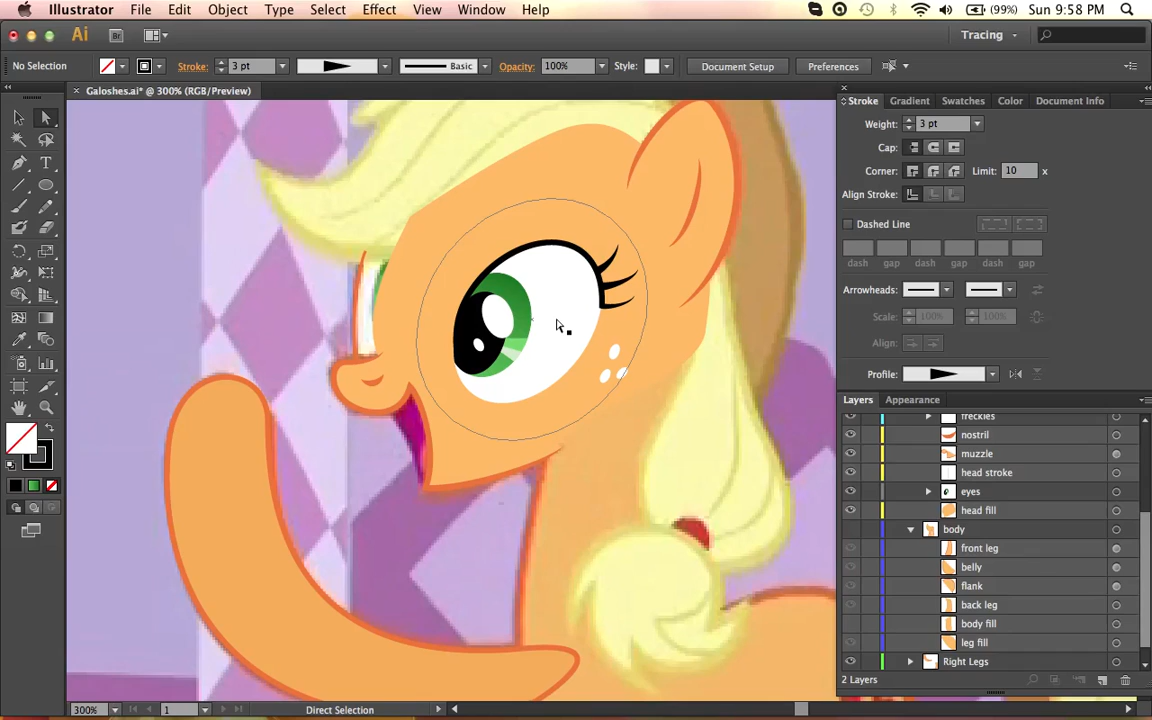 Illustrator File Edit Object Type Select Effect View Window Help (99%) Sun 9:58 PM
Ai Br Tracing
No Selection Stroke: 3 pt Basic Opacity: 100% Style: Document Setup Preferences
Galoshes.ai* @ 300% (RGB/Preview)
Stroke Gradient Swatches Color Document Info
Weight: 3 pt
Cap:
Corner: Limit: 10 x
Align Stroke:
Dashed Line
dash gap dash gap dash gap
Arrowheads:
Scale: 100% 100%
Align:
Profile:
Layers Appearance
freckles
nostril
muzzle
head stroke
eyes
head fill
body
front leg
belly
flank
back leg
body fill
leg fill
Right Legs
2 Layers
300% 1 Direct Selection